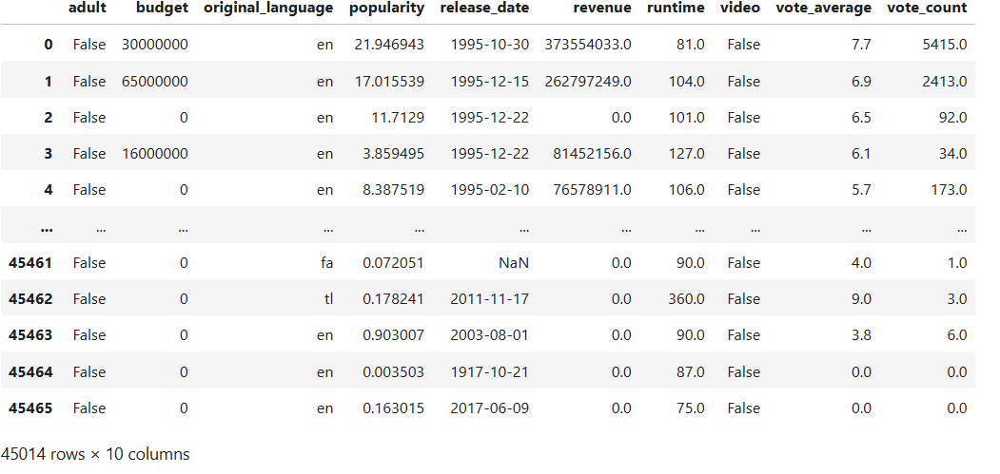 adult budget original_language popularity release_date revenue runtime video vote_average vote_count
0 False 30000000 en 21.946943 1995-10-30 373554033.0 81.0 False 7.7 5415.0
1 False 65000000 en 17.015539 1995-12-15 262797249.0 104.0 False 6.9 2413.0
2 False 0 en 11.7129 1995-12-22 0.0 101.0 False 6.5 92.0
3 False 16000000 en 3.859495 1995-12-22 81452156.0 127.0 False 6.1 34.0
4 False 0 en 8.387519 1995-02-10 76578911.0 106.0 False 5.7 173.0
... ... ... ... ... ... ... ... ... ... ...
45461 False 0 fa 0.072051 NaN 0.0 90.0 False 4.0 1.0
45462 False 0 tl 0.178241 2011-11-17 0.0 360.0 False 9.0 3.0
45463 False 0 en 0.903007 2003-08-01 0.0 90.0 False 3.8 6.0
45464 False 0 en 0.003503 1917-10-21 0.0 87.0 False 0.0 0.0
45465 False 0 en 0.163015 2017-06-09 0.0 75.0 False 0.0 0.0
45014 rows × 10 columns